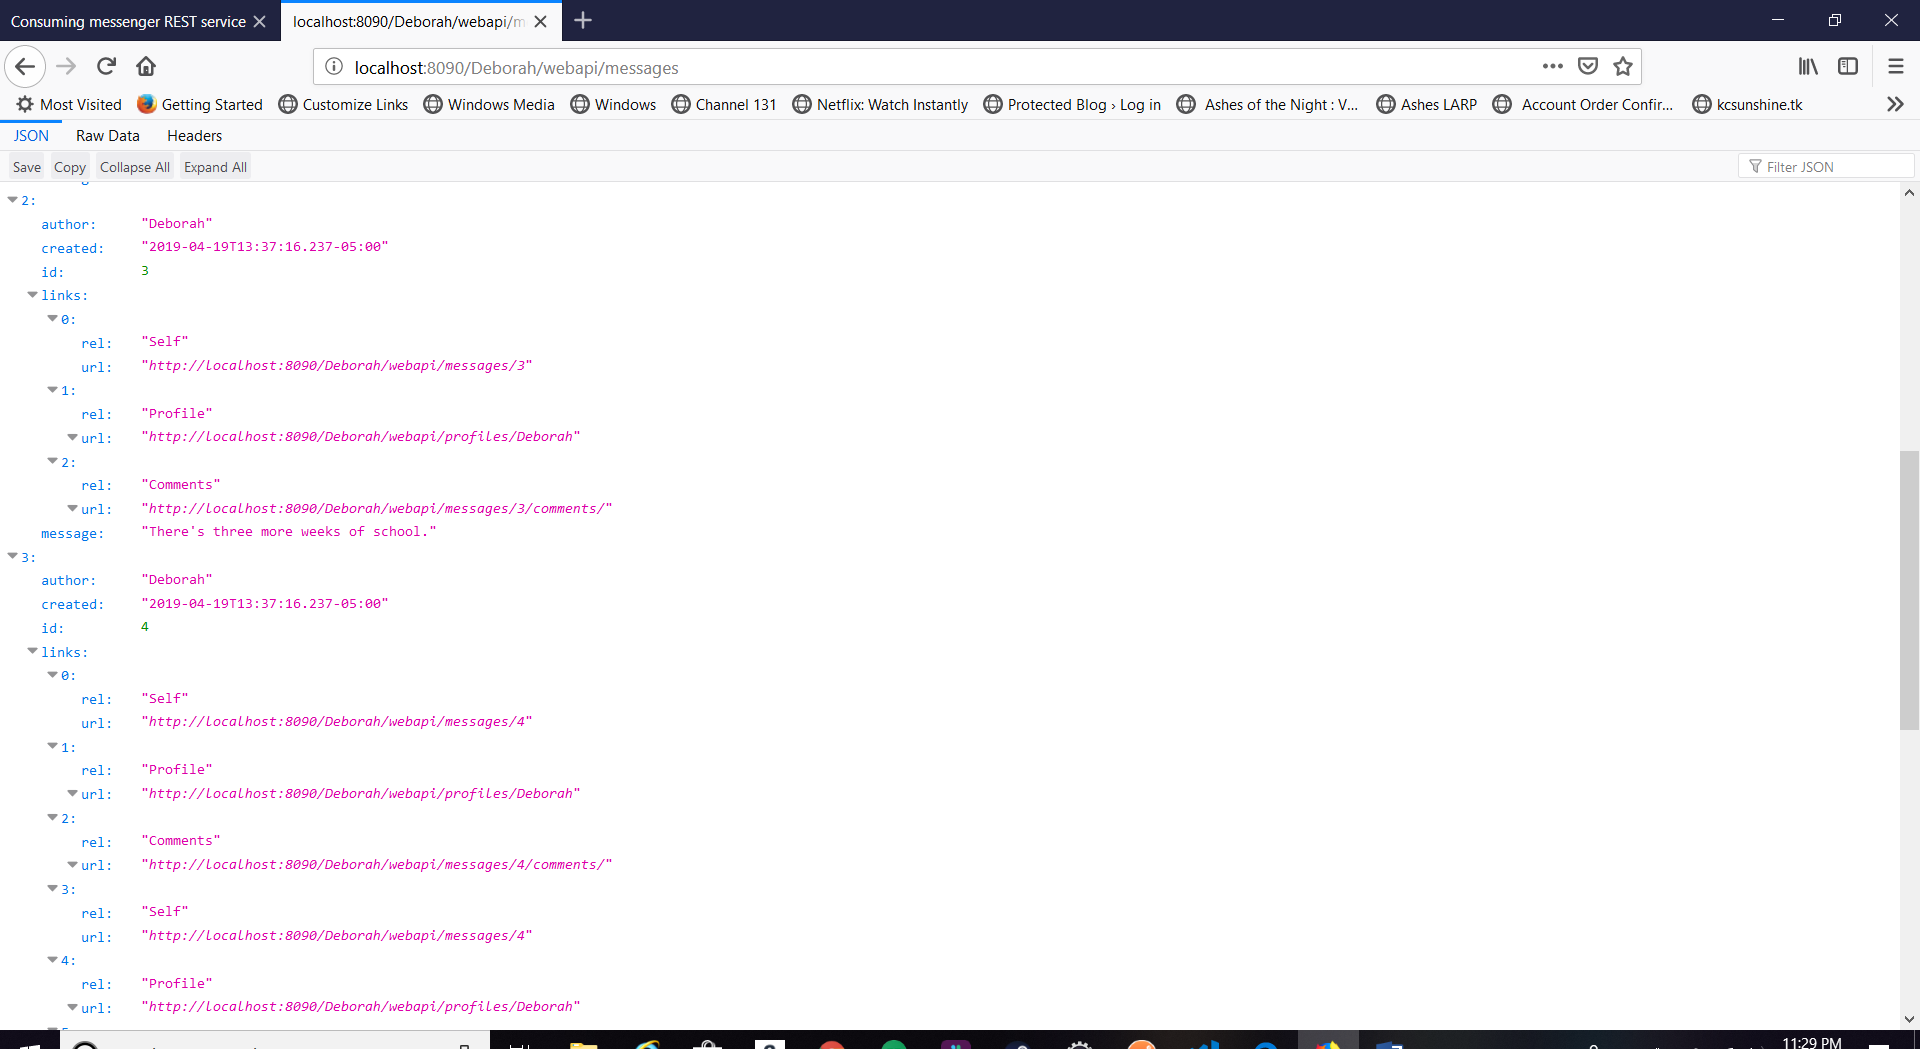 Consuming messenger REST service
localhost:8090/Deborah/webapi/m
localhost:8090/Deborah/webapi/messages
Most Visited Getting Started Customize Links Windows Media Windows Channel 131 Netflix: Watch Instantly Protected Blog › Log in Ashes of the Night : V... Ashes LARP Account Order Confir... kcsunshine.tk
JSON Raw Data Headers
Save Copy Collapse All Expand All Filter JSON
2:
author: "Deborah"
created: "2019-04-19T13:37:16.237-05:00"
id: 3
links:
0:
rel: "Self"
url: "http://localhost:8090/Deborah/webapi/messages/3"
1:
rel: "Profile"
url: "http://localhost:8090/Deborah/webapi/profiles/Deborah"
2:
rel: "Comments"
url: "http://localhost:8090/Deborah/webapi/messages/3/comments/"
message: "There's three more weeks of school."
3:
author: "Deborah"
created: "2019-04-19T13:37:16.237-05:00"
id: 4
links:
0:
rel: "Self"
url: "http://localhost:8090/Deborah/webapi/messages/4"
1:
rel: "Profile"
url: "http://localhost:8090/Deborah/webapi/profiles/Deborah"
2:
rel: "Comments"
url: "http://localhost:8090/Deborah/webapi/messages/4/comments/"
3:
rel: "Self"
url: "http://localhost:8090/Deborah/webapi/messages/4"
4:
rel: "Profile"
url: "http://localhost:8090/Deborah/webapi/profiles/Deborah"
11:29 PM